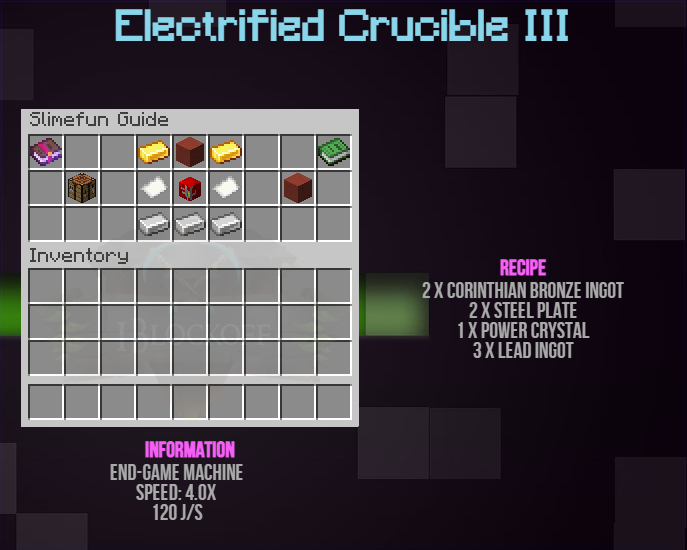 Electrified Crucible III
Slimefun Guide
Inventory
BLOCKOFF
RECIPE
2 X CORINTHIAN BRONZE INGOT
2 X STEEL PLATE
1 X POWER CRYSTAL
3 X LEAD INGOT
INFORMATION
END-GAME MACHINE
SPEED: 4.0X
120 J/S